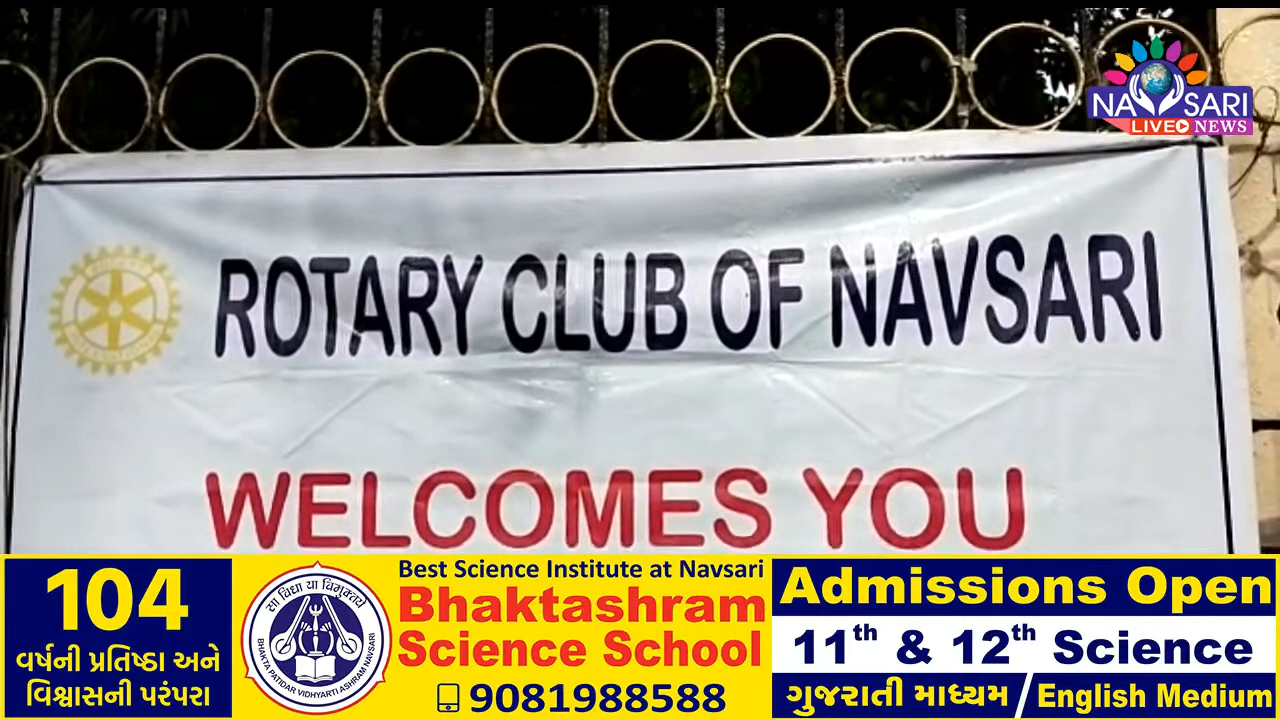 NAVSARI
LIVE NEWS
ROTARY CLUB OF NAVSARI
WELCOMES YOU
104
વર્ષની પ્રતિષ્ઠા અને
વિશ્વાસની પરંપરા
सा विद्या या विमुक्तये
BHAKTA PATIDAR VIDHYARTI ASHRAM NAVSARI
Best Science Institute at Navsari
Bhaktashram
Science School
9081988588
Admissions Open
11th & 12th Science
ગુજરાતી માધ્યમ / English Medium